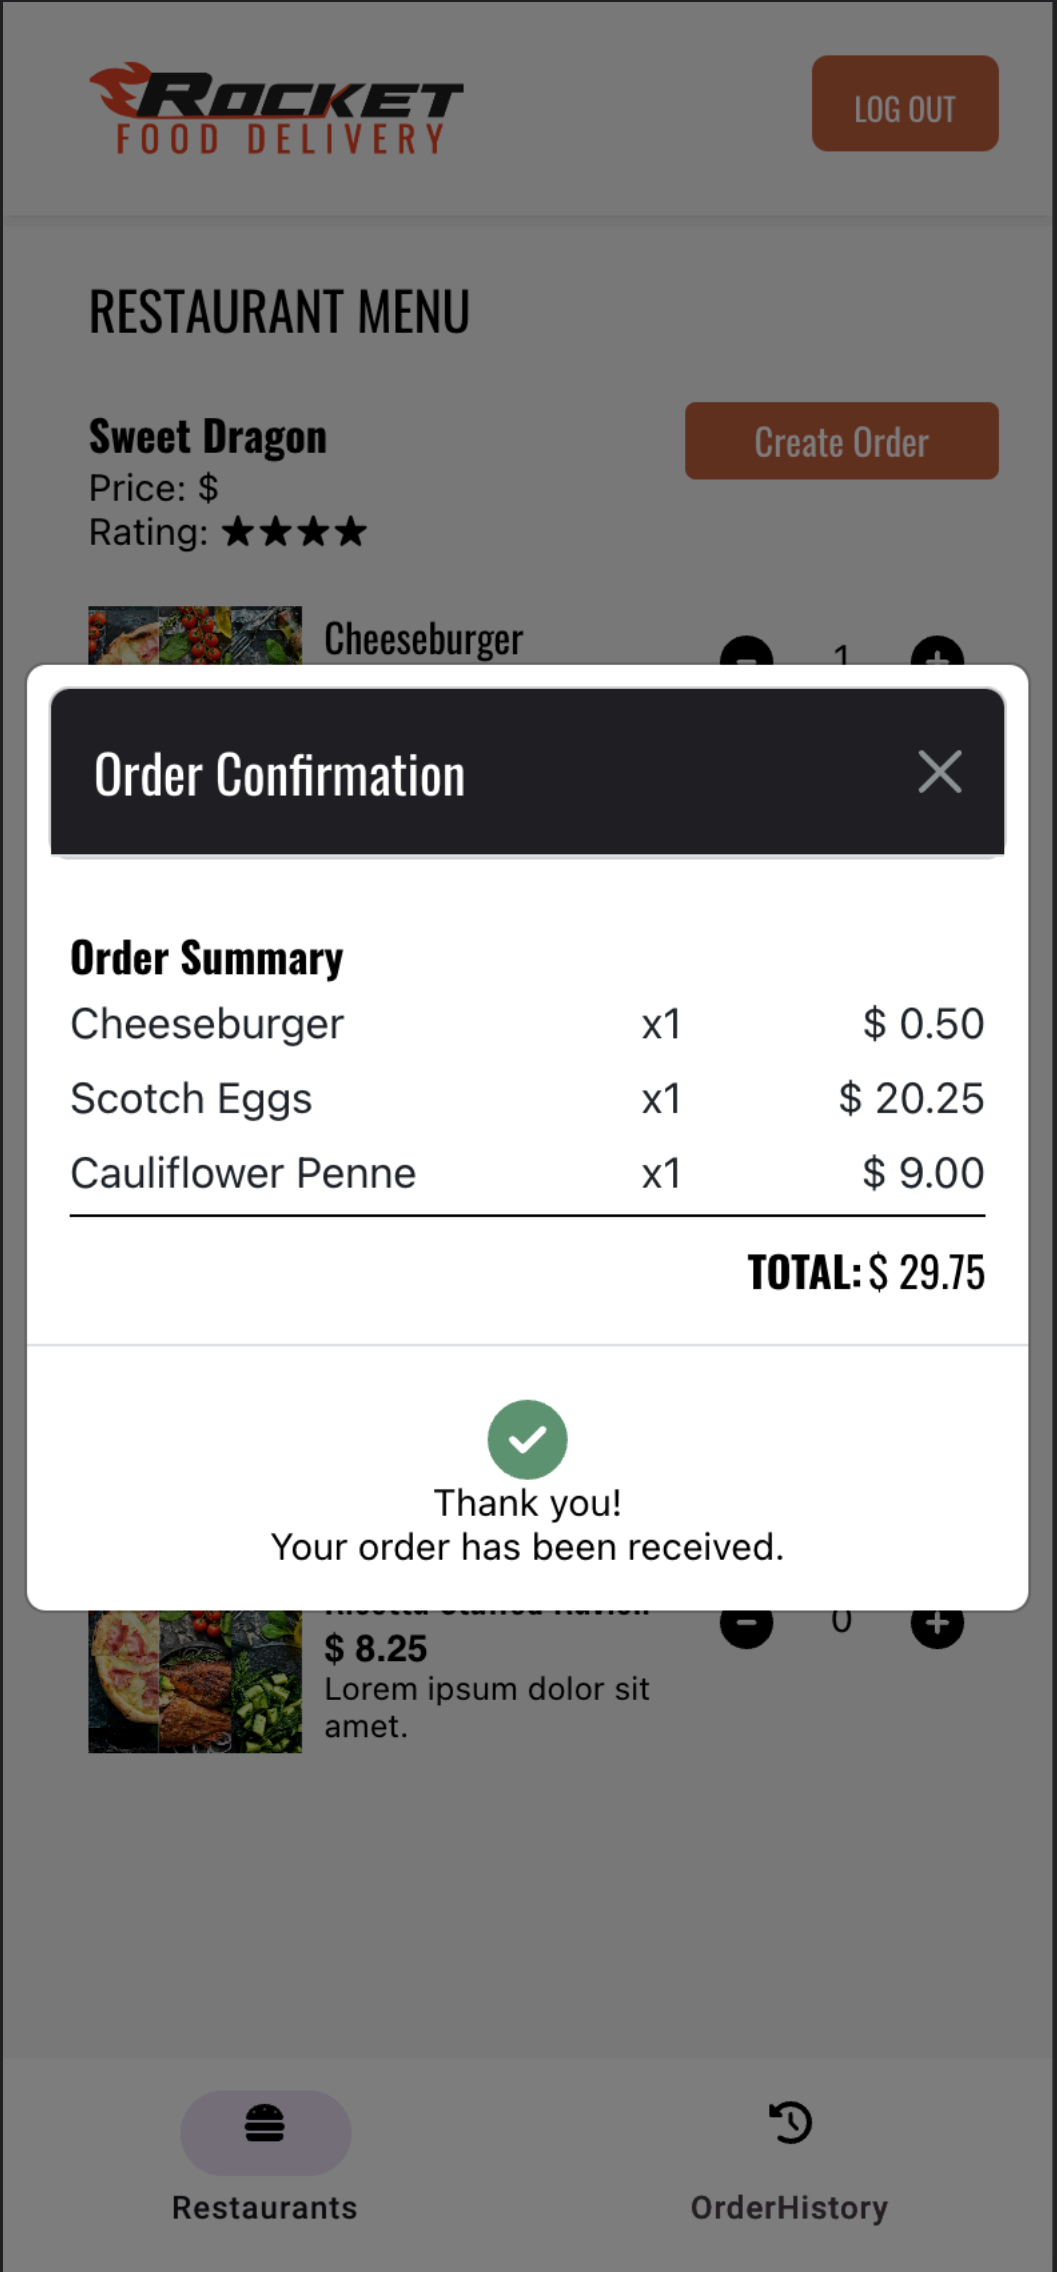 ROCKET
FOOD DELIVERY
LOG OUT
RESTAURANT MENU
Sweet Dragon
Create Order
Price: $
Rating: ★★★★
Cheeseburger
1
Order Confirmation
Order Summary
Cheeseburger x1 $ 0.50
Scotch Eggs x1 $ 20.25
Cauliflower Penne x1 $ 9.00
TOTAL: $ 29.75
Thank you!
Your order has been received.
0
$ 8.25
Lorem ipsum dolor sit
amet.
Restaurants
OrderHistory